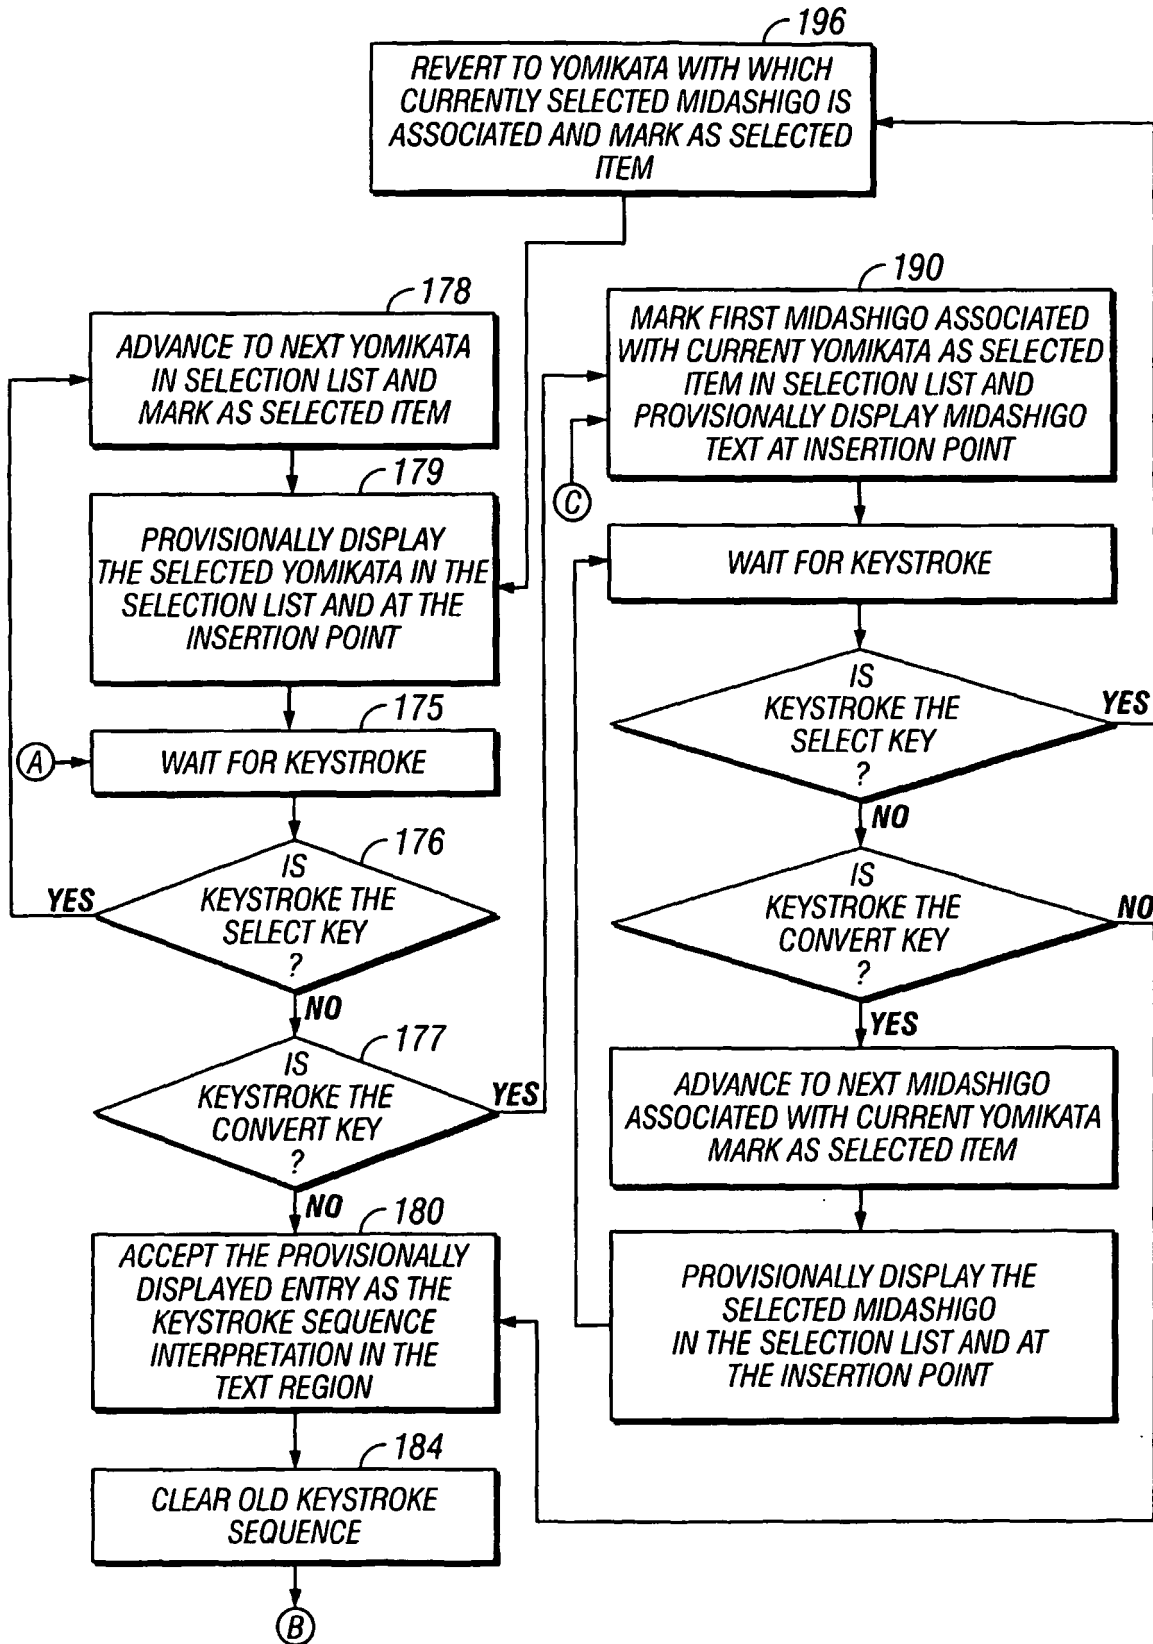 196
REVERT TO YOMIKATA WITH WHICH
CURRENTLY SELECTED MIDASHIGO IS
ASSOCIATED AND MARK AS SELECTED
ITEM
178
ADVANCE TO NEXT YOMIKATA
IN SELECTION LIST AND
MARK AS SELECTED ITEM
179
PROVISIONALLY DISPLAY
THE SELECTED YOMIKATA IN THE
SELECTION LIST AND AT THE
INSERTION POINT
175
A
WAIT FOR KEYSTROKE
176
IS
KEYSTROKE THE
SELECT KEY
?
YES
NO
177
IS
KEYSTROKE THE
CONVERT KEY
?
YES
NO
180
ACCEPT THE PROVISIONALLY
DISPLAYED ENTRY AS THE
KEYSTROKE SEQUENCE
INTERPRETATION IN THE
TEXT REGION
184
CLEAR OLD KEYSTROKE
SEQUENCE
B
190
MARK FIRST MIDASHIGO ASSOCIATED
WITH CURRENT YOMIKATA AS SELECTED
ITEM IN SELECTION LIST AND
PROVISIONALLY DISPLAY MIDASHIGO
TEXT AT INSERTION POINT
C
WAIT FOR KEYSTROKE
IS
KEYSTROKE THE
SELECT KEY
?
YES
NO
IS
KEYSTROKE THE
CONVERT KEY
?
NO
YES
ADVANCE TO NEXT MIDASHIGO
ASSOCIATED WITH CURRENT YOMIKATA
MARK AS SELECTED ITEM
PROVISIONALLY DISPLAY THE
SELECTED MIDASHIGO
IN THE SELECTION LIST AND AT
THE INSERTION POINT